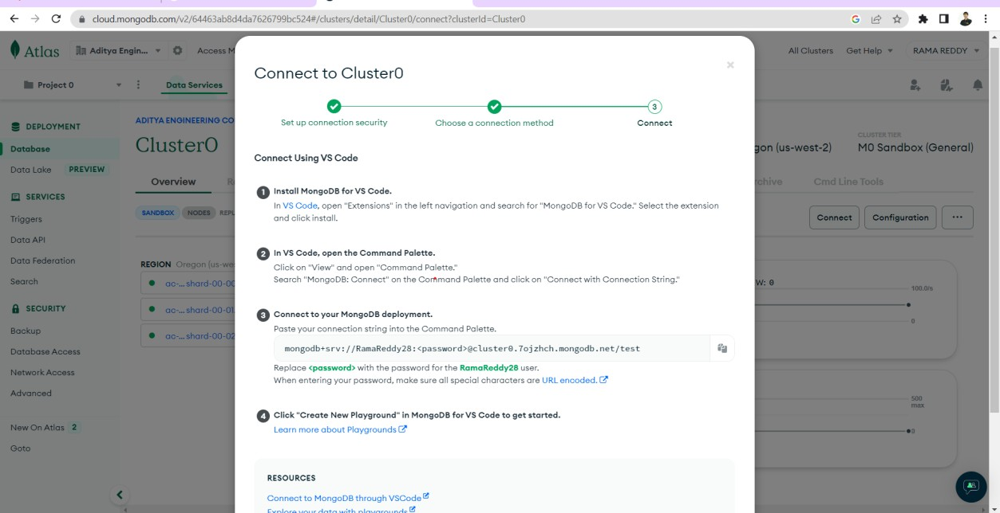 cloud.mongodb.com/v2/64463ab8d4da7626799bc524#/clusters/detail/Cluster0/connect?clusterId=Cluster0
Atlas
Aditya Engin...
Access M
All Clusters
Get Help
RAMA REDDY
Project 0
Data Services
DEPLOYMENT
Database
Data Lake PREVIEW
SERVICES
Triggers
Data API
Data Federation
Search
SECURITY
Backup
Database Access
Network Access
Advanced
New On Atlas 2
Goto
ADITYA ENGINEERING CO
Cluster0
Overview
SANDBOX NODES REPL
REGION Oregon (us-wes
ac-... shard-00-00
ac-... shard-00-01.
ac-... shard-00-02
Connect to Cluster0
×
Set up connection security
Choose a connection method
3
Connect
Connect Using VS Code
1 Install MongoDB for VS Code.
In VS Code, open "Extensions" in the left navigation and search for "MongoDB for VS Code." Select the extension
and click install.
2 In VS Code, open the Command Palette.
Click on "View" and open "Command Palette."
Search "MongoDB: Connect" on the Command Palette and click on "Connect with Connection String."
3 Connect to your MongoDB deployment.
Paste your connection string into the Command Palette.
mongodb+srv://RamaReddy28:<password>@cluster0.7ojzhch.mongodb.net/test
Replace <password> with the password for the RamaReddy28 user.
When entering your password, make sure all special characters are URL encoded.
4 Click "Create New Playground" in MongoDB for VS Code to get started.
Learn more about Playgrounds
RESOURCES
Connect to MongoDB through VSCode
Explore your data with playgrounds
CLUSTER TIER
gon (us-west-2)
M0 Sandbox (General)
rchive
Cmd Line Tools
Connect
Configuration
...
W: 0
100.0/s
0
500
max
0